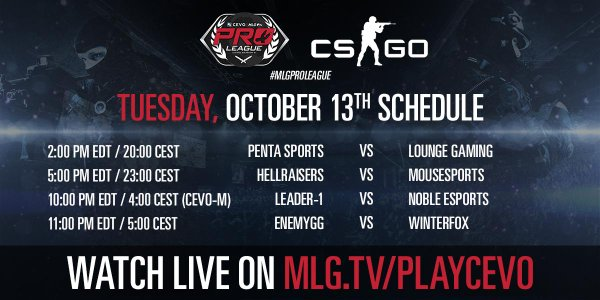 CEVO. MLG.tv
PRO
LEAGUE
CS GO
#MLGPROLEAGUE
TUESDAY, OCTOBER 13TH SCHEDULE
2:00 PM EDT / 20:00 CEST PENTA SPORTS VS LOUNGE GAMING
5:00 PM EDT / 23:00 CEST HELLRAISERS VS MOUSESPORTS
10:00 PM EDT / 4:00 CEST (CEVO-M) LEADER-1 VS NOBLE ESPORTS
11:00 PM EDT / 5:00 CEST ENEMYGG VS WINTERFOX
WATCH LIVE ON MLG.TV/PLAYCEVO